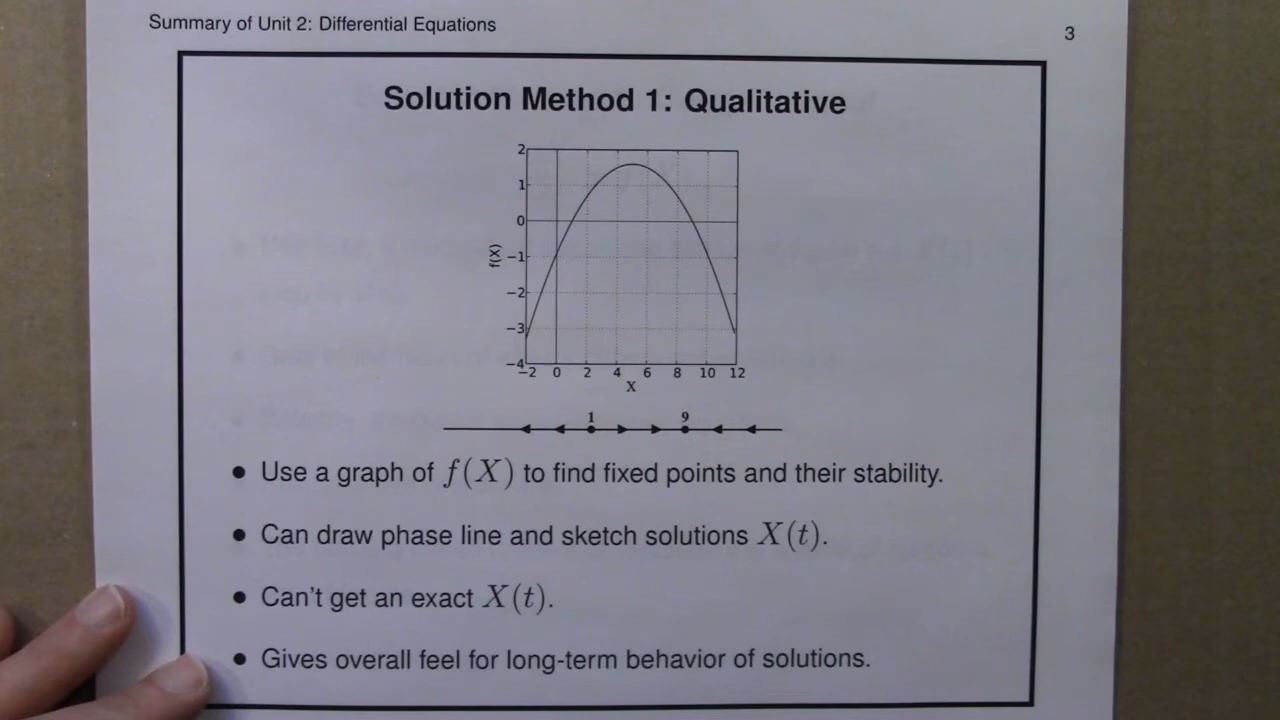 Summary of Unit 2: Differential Equations
3
Solution Method 1: Qualitative
2
1
0
−1
−2
−3
−4
f(X)
−2 0 2 4 6 8 10 12
X
1 9
• Use a graph of f(X) to find fixed points and their stability.
• Can draw phase line and sketch solutions X(t).
• Can't get an exact X(t).
• Gives overall feel for long-term behavior of solutions.